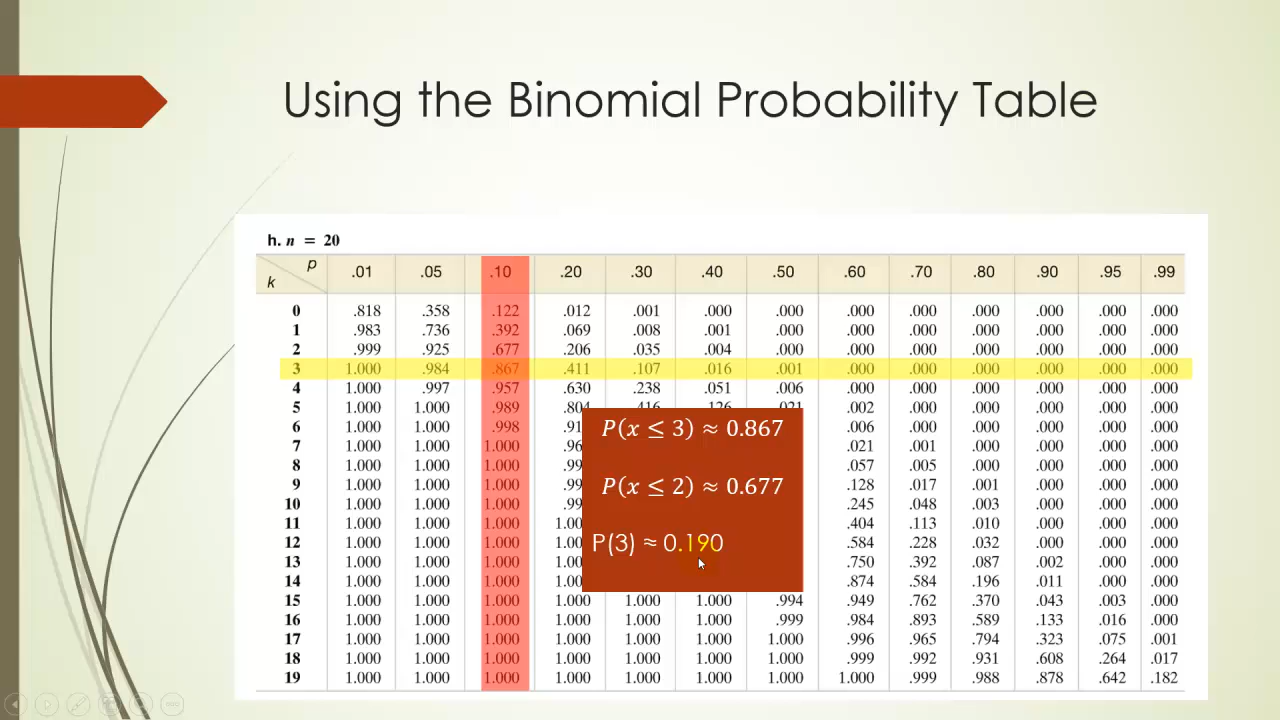 Using the Binomial Probability Table
h. n = 20
k p .01 .05 .10 .20 .30 .40 .50 .60 .70 .80 .90 .95 .99
0 .818 .358 .122 .012 .001 .000 .000 .000 .000 .000 .000 .000 .000
1 .983 .736 .392 .069 .008 .001 .000 .000 .000 .000 .000 .000 .000
2 .999 .925 .677 .206 .035 .004 .000 .000 .000 .000 .000 .000 .000
3 1.000 .984 .867 .411 .107 .016 .001 .000 .000 .000 .000 .000 .000
4 1.000 .997 .957 .630 .238 .051 .006 .000 .000 .000 .000 .000 .000
5 1.000 1.000 .989 .002 .000 .000 .000 .000 .000
6 1.000 1.000 .998 .006 .000 .000 .000 .000 .000
7 1.000 1.000 1.000 .021 .001 .000 .000 .000 .000
8 1.000 1.000 1.000 .057 .005 .000 .000 .000 .000
9 1.000 1.000 1.000 .128 .017 .001 .000 .000 .000
10 1.000 1.000 1.000 .245 .048 .003 .000 .000 .000
11 1.000 1.000 1.000 .404 .113 .010 .000 .000 .000
12 1.000 1.000 1.000 .584 .228 .032 .000 .000 .000
13 1.000 1.000 1.000 .750 .392 .087 .002 .000 .000
14 1.000 1.000 1.000 .874 .584 .196 .011 .000 .000
15 1.000 1.000 1.000 1.000 1.000 1.000 .994 .949 .762 .370 .043 .003 .000
16 1.000 1.000 1.000 1.000 1.000 1.000 .999 .984 .893 .589 .133 .016 .000
17 1.000 1.000 1.000 1.000 1.000 1.000 1.000 .996 .965 .794 .323 .075 .001
18 1.000 1.000 1.000 1.000 1.000 1.000 1.000 .999 .992 .931 .608 .264 .017
19 1.000 1.000 1.000 1.000 1.000 1.000 1.000 1.000 .999 .988 .878 .642 .182
P(x ≤ 3) ≈ 0.867
P(x ≤ 2) ≈ 0.677
P(3) ≈ 0.190